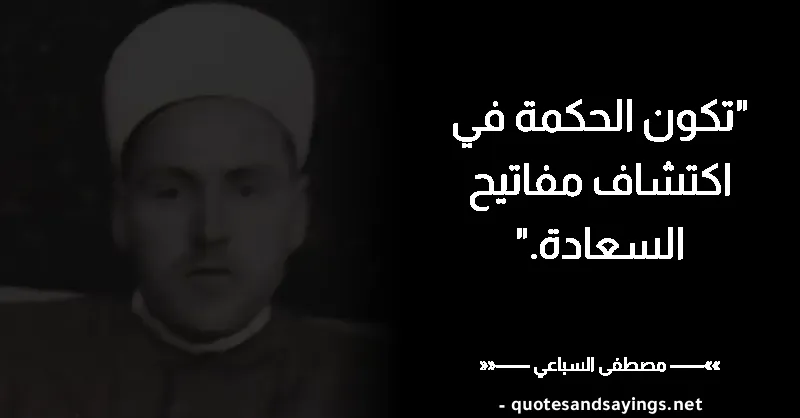 "تكون الحكمة في
اكتشاف مفاتيح
السعادة."
»»——— مصطفى السباعي ———««
- quotesandsayings.net